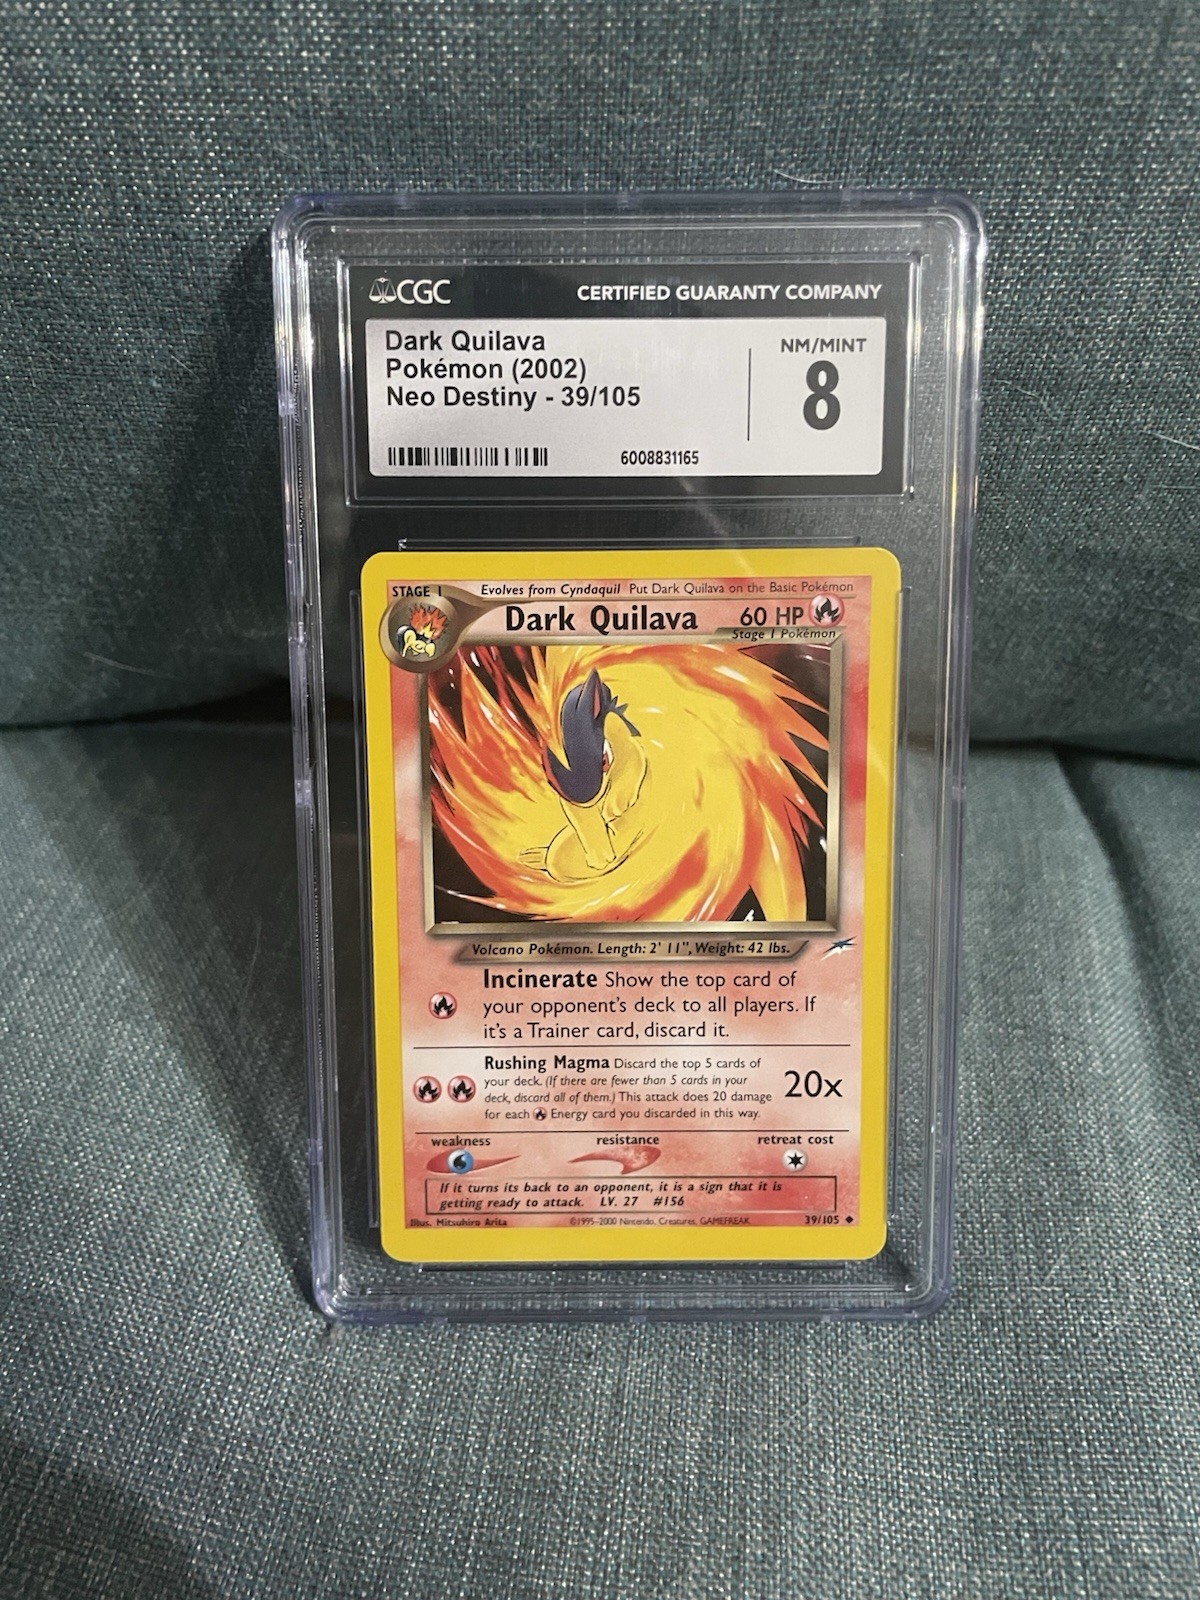 CGC
CERTIFIED GUARANTY COMPANY
Dark Quilava
Pokémon (2002)
Neo Destiny - 39/105
NM/MINT
8
6008831165
STAGE 1
Evolves from Cyndaquil Put Dark Quilava on the Basic Pokémon
Dark Quilava 60 HP
Stage 1 Pokémon
Volcano Pokémon. Length: 2' 11", Weight: 42 lbs.
Incinerate Show the top card of
your opponent's deck to all players. If
it's a Trainer card, discard it.
Rushing Magma Discard the top 5 cards of
your deck. (If there are fewer than 5 cards in your
deck, discard all of them.) This attack does 20 damage
for each Energy card you discarded in this way.
20x
weakness resistance retreat cost
If it turns its back to an opponent, it is a sign that it is
getting ready to attack. LV. 27 #156
Illus. Mitsuhiro Arita ©1995-2000 Nintendo, Creatures, GAMEFREAK. 39/105